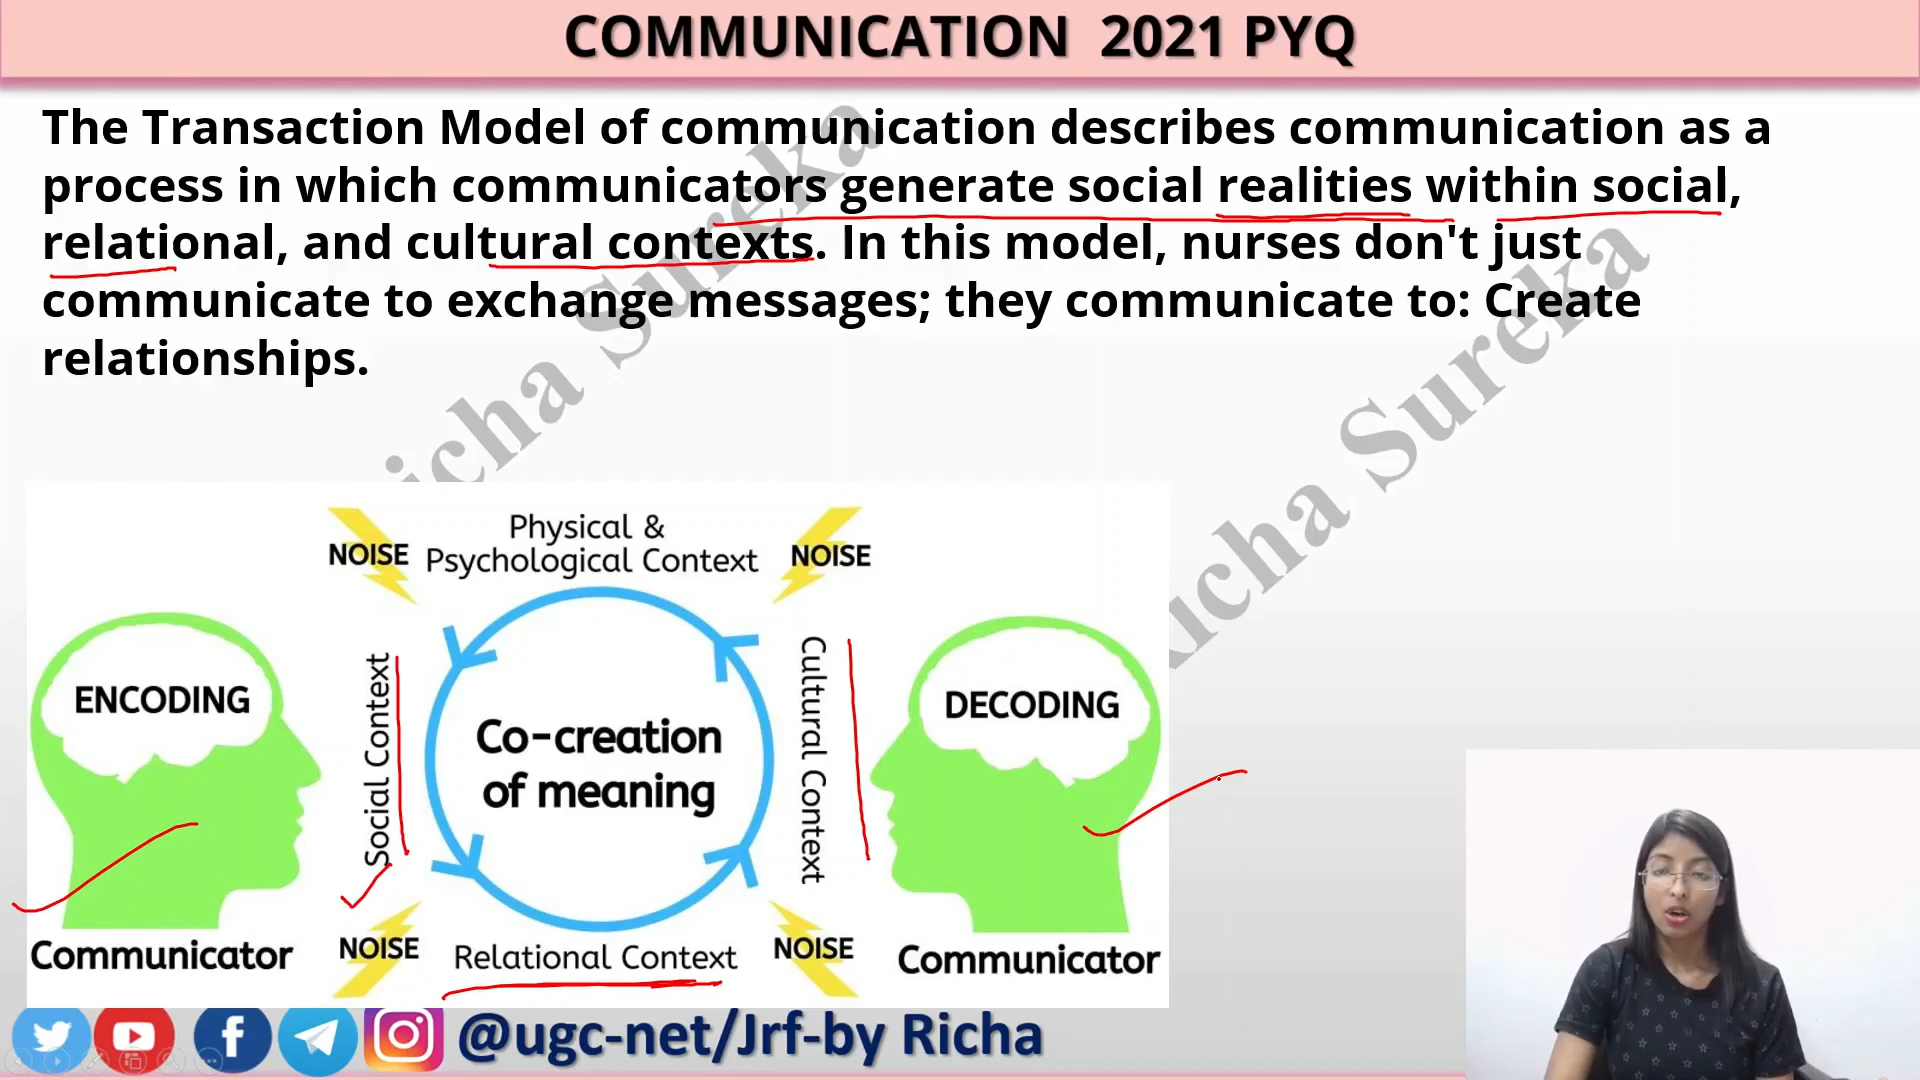 COMMUNICATION 2021 PYQ
The Transaction Model of communication describes communication as a
process in which communicators generate social realities within social,
relational, and cultural contexts. In this model, nurses don't just
communicate to exchange messages; they communicate to: Create
relationships.
Richa Sureka
Richa Sureka
NOISE
Physical &
Psychological Context
NOISE
ENCODING
Social Context
Co-creation
of meaning
Cultural Context
DECODING
Communicator
NOISE
Relational Context
NOISE
Communicator
@ugc-net/Jrf-by Richa